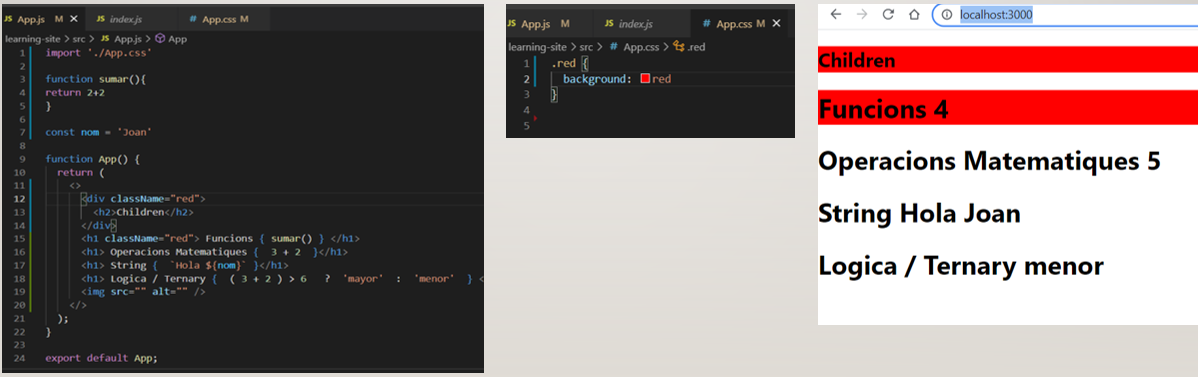 JS App.js M X JS index.js # App.css M
learning-site > src > JS App.js > App
1 import './App.css'
2
3 function sumar(){
4 return 2+2
5 }
6
7 const nom = 'Joan'
8
9 function App() {
10 return (
11 <>
12 <div className="red">
13 <h2>Children</h2>
14 </div>
15 <h1 className="red"> Funcions { sumar() } </h1>
16 <h1> Operacions Matematiques { 3 + 2 }</h1>
17 <h1> String { `Hola ${nom}` }</h1>
18 <h1> Logica / Ternary { ( 3 + 2 ) > 6 ? 'mayor' : 'menor' } <
19 <img src="" alt="" />
20 </>
21 );
22 }
23
24 export default App;
JS App.js M JS index.js # App.css M X
learning-site > src > # App.css > .red
1 .red {
2 background: red
3 }
4
5
localhost:3000
Children
Funcions 4
Operacions Matematiques 5
String Hola Joan
Logica / Ternary menor